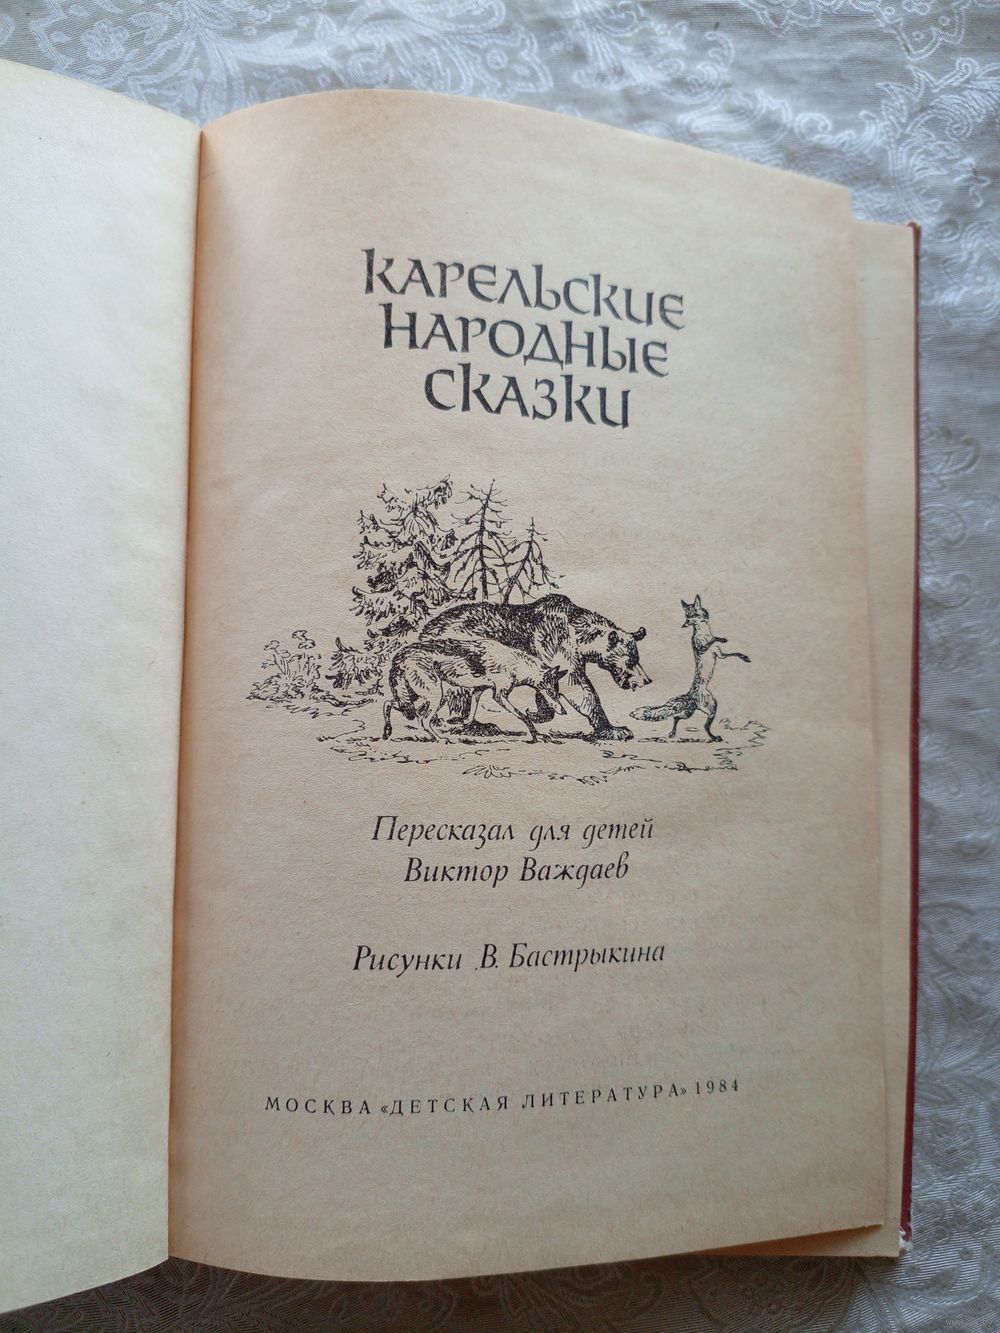 КАРЕЛЬСКИЕ
НАРОДНЫЕ
СКАЗКИ
Пересказал для детей
Виктор Важдаев
Рисунки В. Бастрыкина
МОСКВА «ДЕТСКАЯ ЛИТЕРАТУРА» 1984